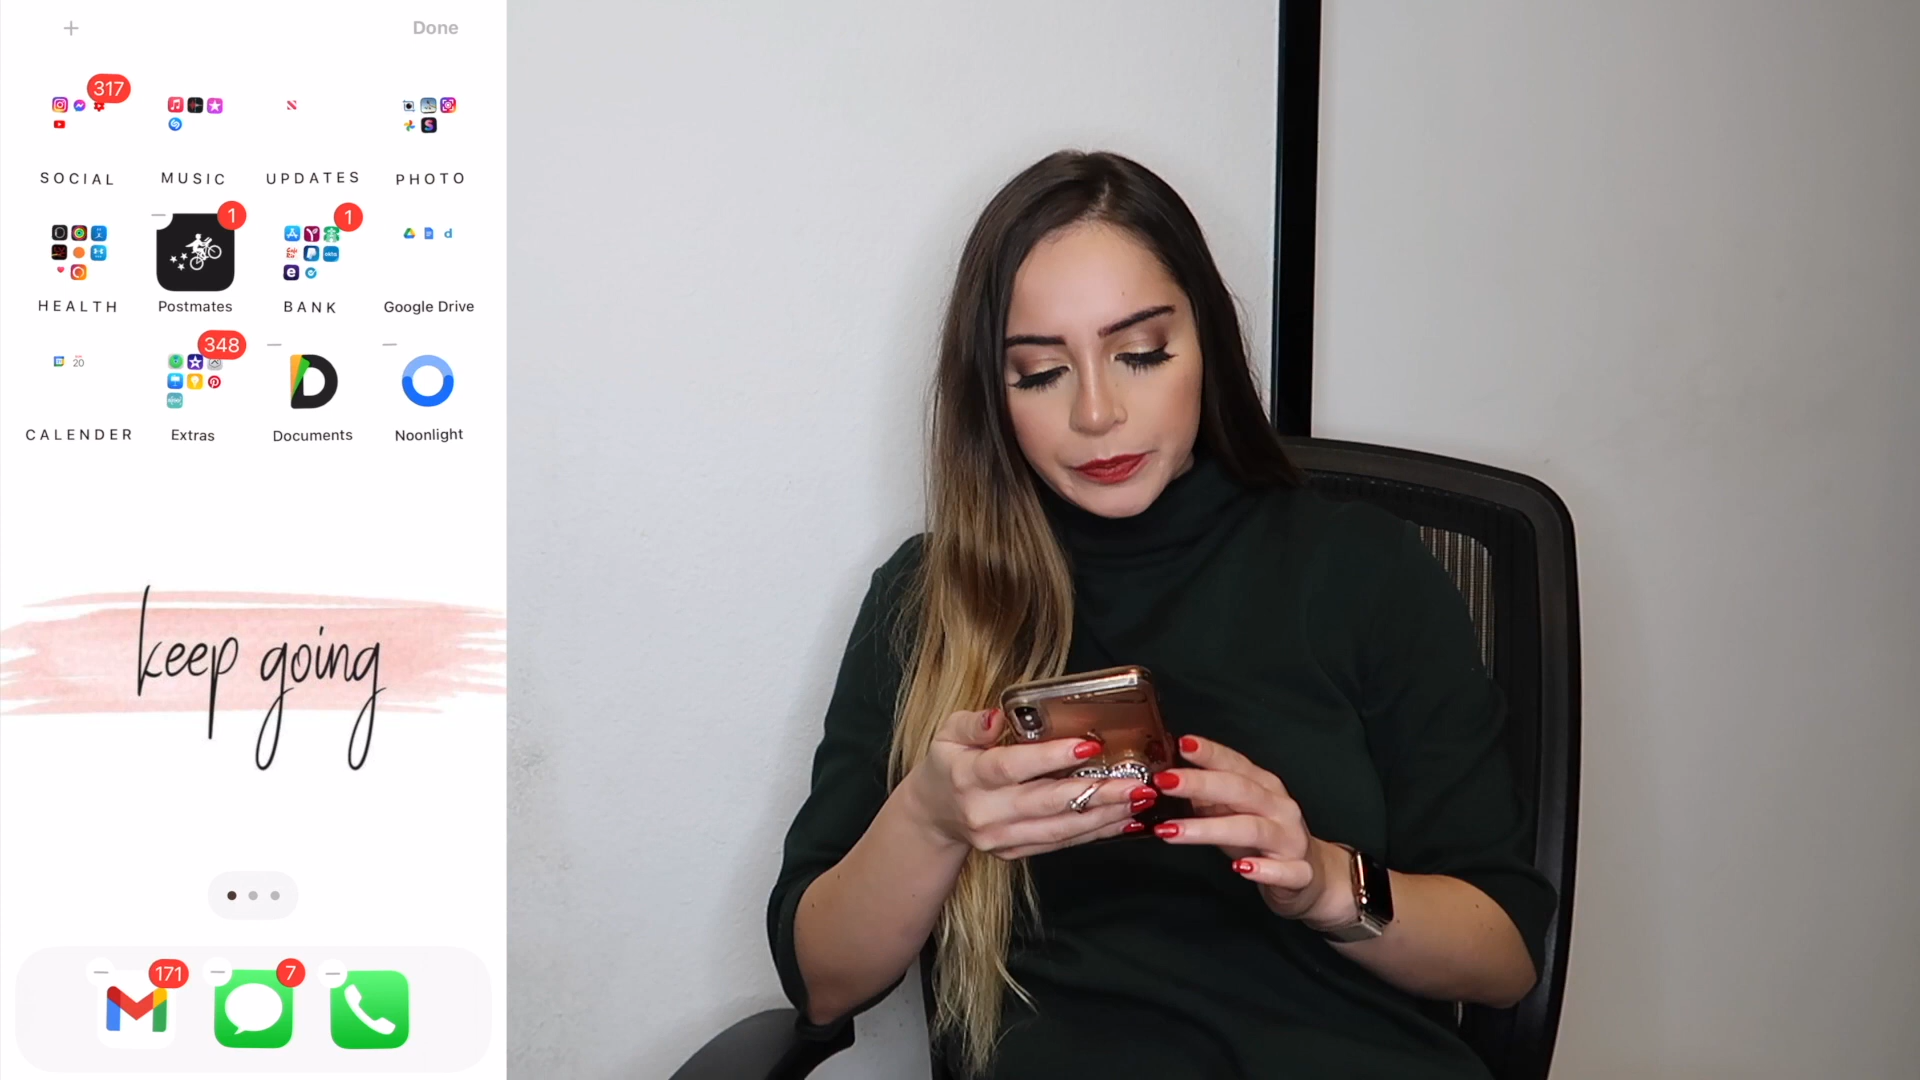 + Done
317
SOCIAL MUSIC UPDATES PHOTO
1 1
HEALTH Postmates BANK Google Drive
348
20
CALENDER Extras Documents Noonlight
keep going
171 7